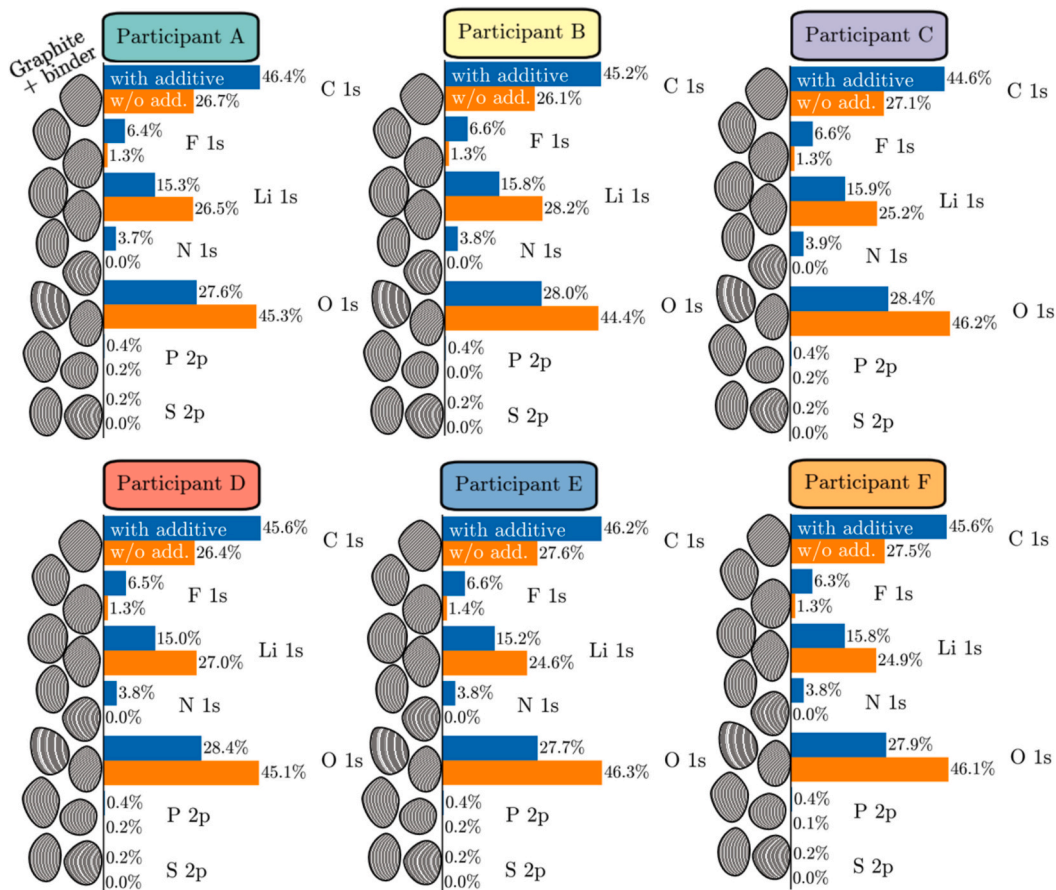 Graphite
+ binder
Participant A
with additive 46.4%
C 1s
w/o add. 26.7%
6.4%
F 1s
1.3%
15.3%
Li 1s
26.5%
3.7%
N 1s
0.0%
27.6%
O 1s
45.3%
0.4%
P 2p
0.2%
0.2%
S 2p
0.0%
Participant B
with additive 45.2%
C 1s
w/o add. 26.1%
6.6%
F 1s
1.3%
15.8%
Li 1s
28.2%
3.8%
N 1s
0.0%
28.0%
O 1s
44.4%
0.4%
P 2p
0.0%
0.2%
S 2p
0.0%
Participant C
with additive 44.6%
C 1s
w/o add. 27.1%
6.6%
F 1s
1.3%
15.9%
Li 1s
25.2%
3.9%
N 1s
0.0%
28.4%
O 1s
46.2%
0.4%
P 2p
0.2%
0.2%
S 2p
0.0%
Participant D
with additive 45.6%
C 1s
w/o add. 26.4%
6.5%
F 1s
1.3%
15.0%
Li 1s
27.0%
3.8%
N 1s
0.0%
28.4%
O 1s
45.1%
0.4%
P 2p
0.2%
0.2%
S 2p
0.0%
Participant E
with additive 46.2%
C 1s
w/o add. 27.6%
6.6%
F 1s
1.4%
15.2%
Li 1s
24.6%
3.8%
N 1s
0.0%
27.7%
O 1s
46.3%
0.4%
P 2p
0.2%
0.2%
S 2p
0.0%
Participant F
with additive 45.6%
C 1s
w/o add. 27.5%
6.3%
F 1s
1.3%
15.8%
Li 1s
24.9%
3.8%
N 1s
0.0%
27.9%
O 1s
46.1%
0.4%
P 2p
0.1%
0.2%
S 2p
0.0%